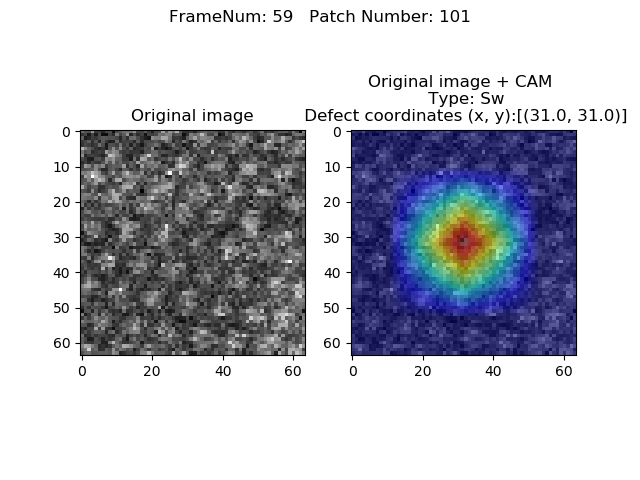 FrameNum: 59   Patch Number: 101
Original image
Original image + CAM
Type: Sw
Defect coordinates (x, y):[(31.0, 31.0)]
0
10
20
30
40
50
60
0 20 40 60
0
10
20
30
40
50
60
0 20 40 60